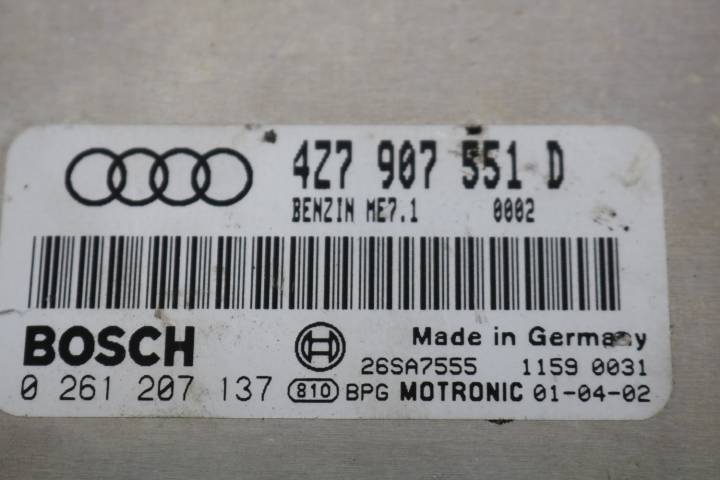 4Z7 907 551 D
BENZIN ME7.1 0002
BOSCH
Made in Germany
26SA7555 1159 0031
0 261 207 137 810 BPG MOTRONIC 01-04-02